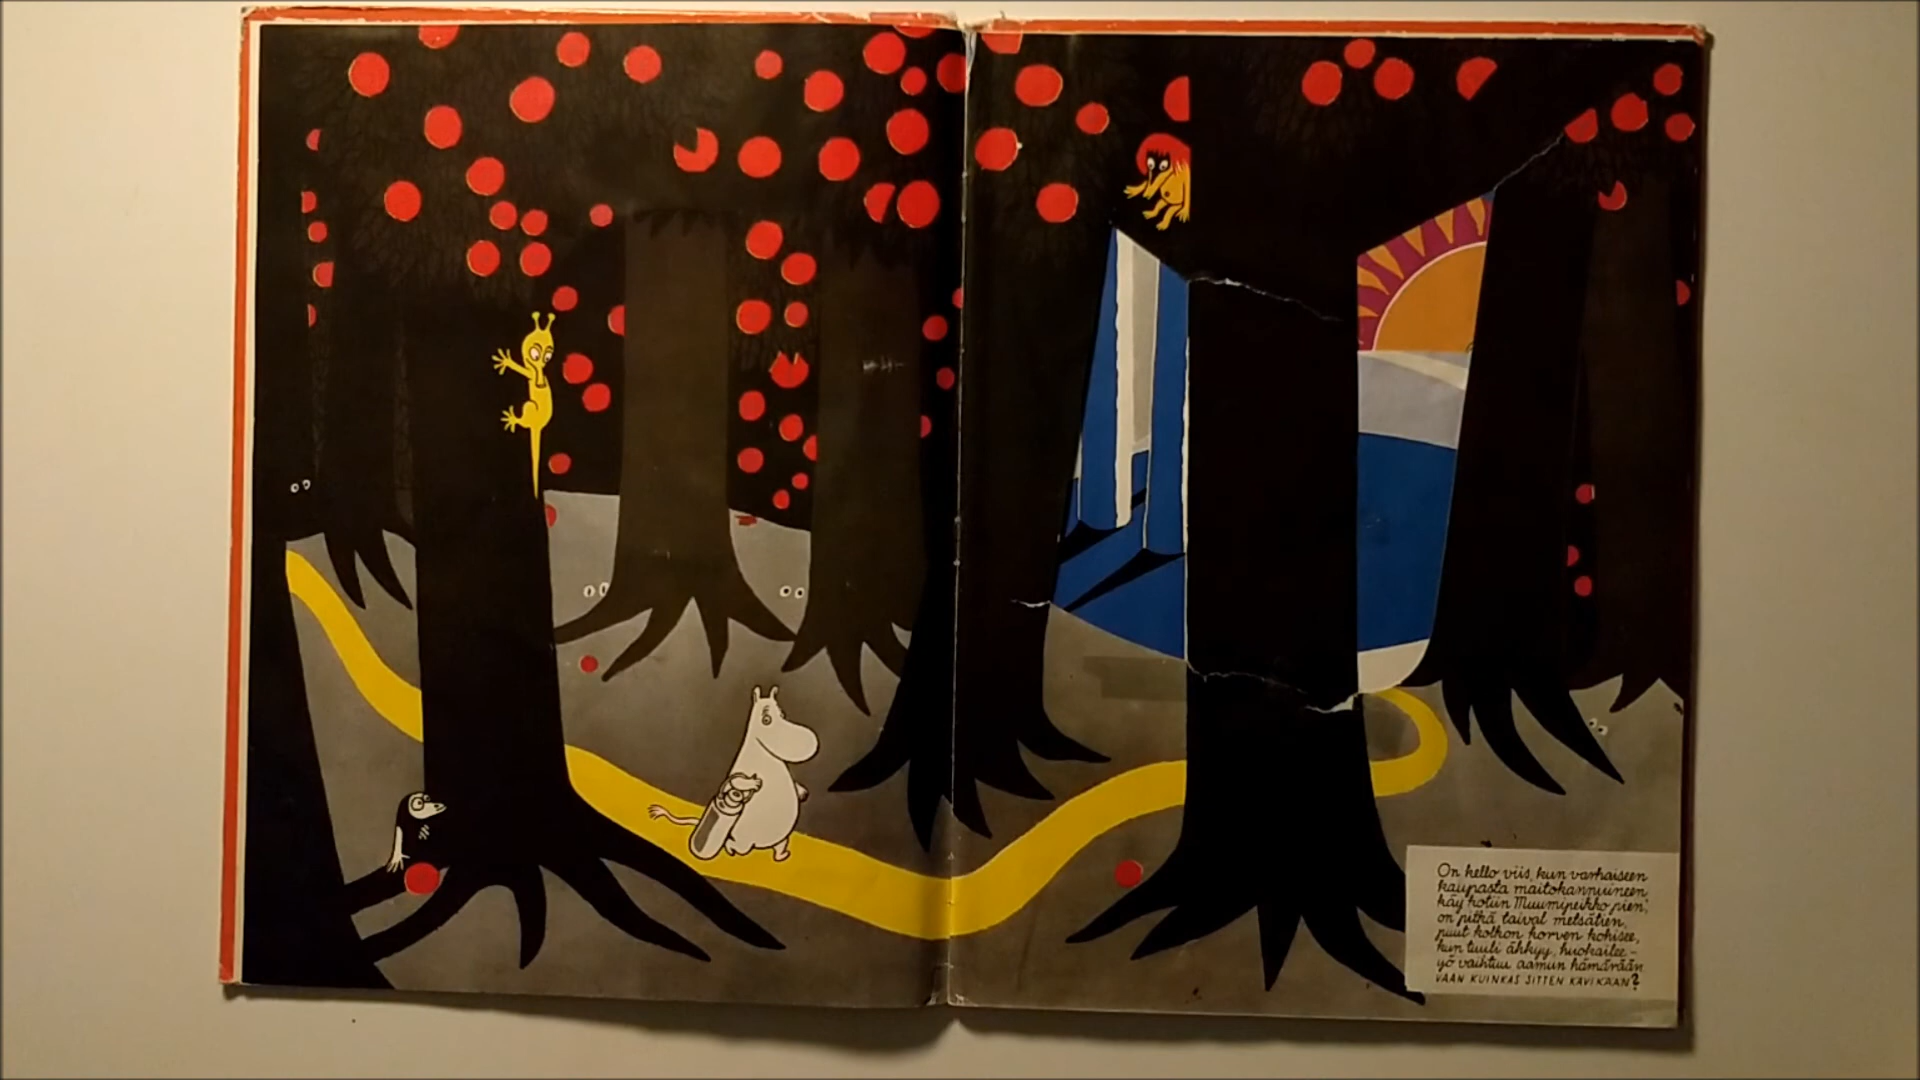 On kello viis, kun varhaiseen
kaupasta maitokannuineen
käy kotiin Muumipeikko pien;
on pitkä taival metsätien,
puut kolkon korven kohisee,
kun tuuli ähkyy, huokailee –
yö vaihtuu aamun hämärään.
VAAN KUINKAS SITTEN KÄVIKÄÄN?